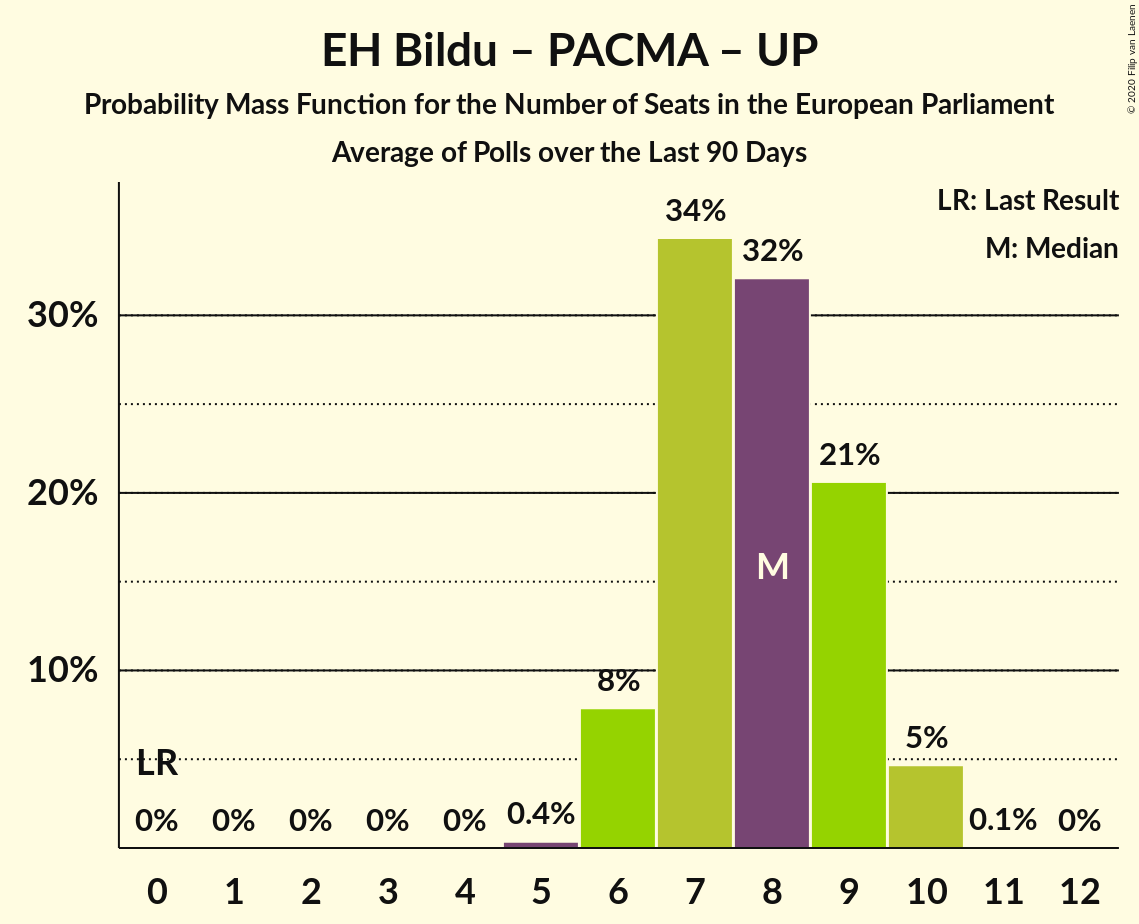 EH Bildu – PACMA – UP
Probability Mass Function for the Number of Seats in the European Parliament
Average of Polls over the Last 90 Days
© 2020 Filip van Laenen
LR: Last Result
M: Median
34%
32%
30%
21%
20%
M
10%
8%
5%
LR
0% 0% 0% 0% 0% 0.4% 0.1% 0%
0 1 2 3 4 5 6 7 8 9 10 11 12